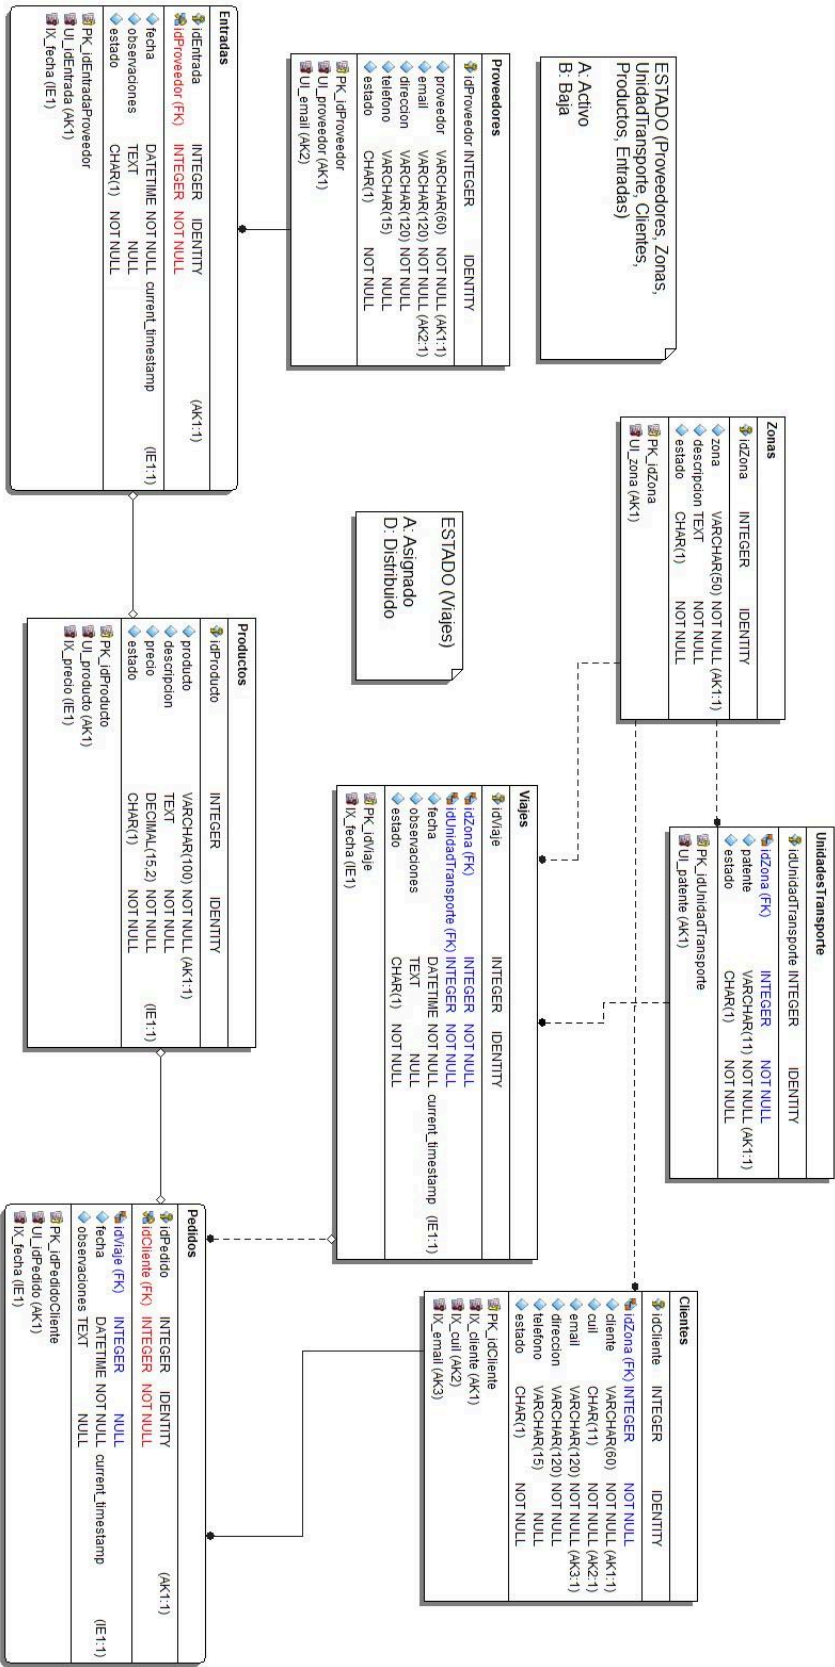 ESTADO (Proveedores, Zonas,
UnidadTransporte, Clientes,
Productos, Entradas)
A: Activo
B: Baja
Proveedores
idProveedor INTEGER IDENTITY
proveedor VARCHAR(60) NOT NULL (AK1:1)
email VARCHAR(120) NOT NULL (AK2:1)
direccion VARCHAR(120) NOT NULL
telefono VARCHAR(15) NULL
estado CHAR(1) NOT NULL
PK_idProveedor
UI_proveedor (AK1)
UI_email (AK2)
Entradas
idEntrada INTEGER IDENTITY (AK1:1)
idProveedor (FK) INTEGER NOT NULL
fecha DATETIME NOT NULL current_timestamp (IE1:1)
observaciones TEXT NULL
estado CHAR(1) NOT NULL
PK_idEntradaProveedor
UI_idEntrada (AK1)
IX_fecha (IE1)
Zonas
idZona INTEGER IDENTITY
zona VARCHAR(50) NOT NULL (AK1:1)
descripcion TEXT NOT NULL
estado CHAR(1) NOT NULL
PK_idZona
UI_zona (AK1)
ESTADO (Viajes)
A: Asignado
D: Distribuido
UnidadesTransporte
idUnidadTransporte INTEGER IDENTITY
idZona (FK) INTEGER NOT NULL
patente VARCHAR(11) NOT NULL (AK1:1)
estado CHAR(1) NOT NULL
PK_idUnidadTransporte
UI_patente (AK1)
Viajes
idViaje INTEGER IDENTITY
idZona (FK) INTEGER NOT NULL
idUnidadTransporte (FK) INTEGER NOT NULL
fecha DATETIME NOT NULL current_timestamp (IE1:1)
observaciones TEXT NULL
estado CHAR(1) NOT NULL
PK_idViaje
IX_fecha (IE1)
Productos
idProducto INTEGER IDENTITY
producto VARCHAR(100) NOT NULL (AK1:1)
descripcion TEXT NOT NULL
precio DECIMAL(15,2) NOT NULL (IE1:1)
estado CHAR(1) NOT NULL
PK_idProducto
UI_producto (AK1)
IX_precio (IE1)
Clientes
idCliente INTEGER IDENTITY
idZona (FK) INTEGER NOT NULL
cliente VARCHAR(60) NOT NULL (AK1:1)
cuil CHAR(11) NOT NULL (AK2:1)
email VARCHAR(120) NOT NULL (AK3:1)
direccion VARCHAR(120) NOT NULL
telefono VARCHAR(15) NULL
estado CHAR(1) NOT NULL
PK_idCliente
IX_cliente (AK1)
IX_cuil (AK2)
IX_email (AK3)
Pedidos
idPedido INTEGER IDENTITY (AK1:1)
idCliente (FK) INTEGER NOT NULL
idViaje (FK) INTEGER NULL
fecha DATETIME NOT NULL current_timestamp (IE1:1)
observaciones TEXT NULL
PK_idPedidoCliente
UI_idPedido (AK1)
IX_fecha (IE1)